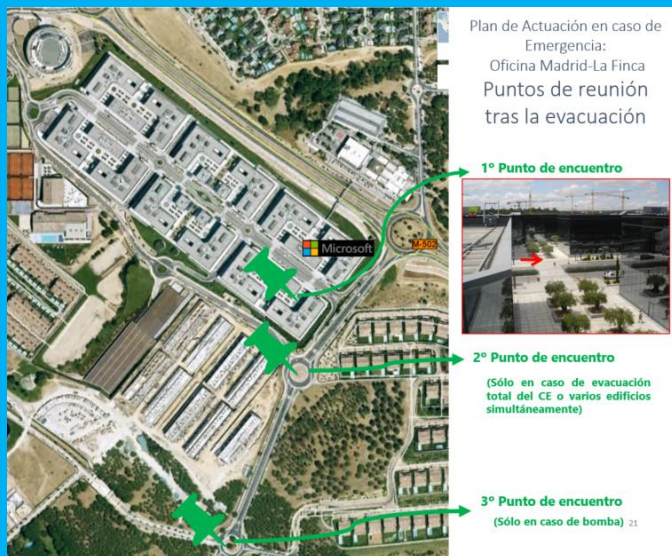 Plan de Actuación en caso de
Emergencia:
Oficina Madrid-La Finca
Puntos de reunión
tras la evacuación
1º Punto de encuentro
Microsoft
M-502
2º Punto de encuentro
(Sólo en caso de evacuación
total del CE o varios edificios
simultáneamente)
3º Punto de encuentro
(Sólo en caso de bomba) 21